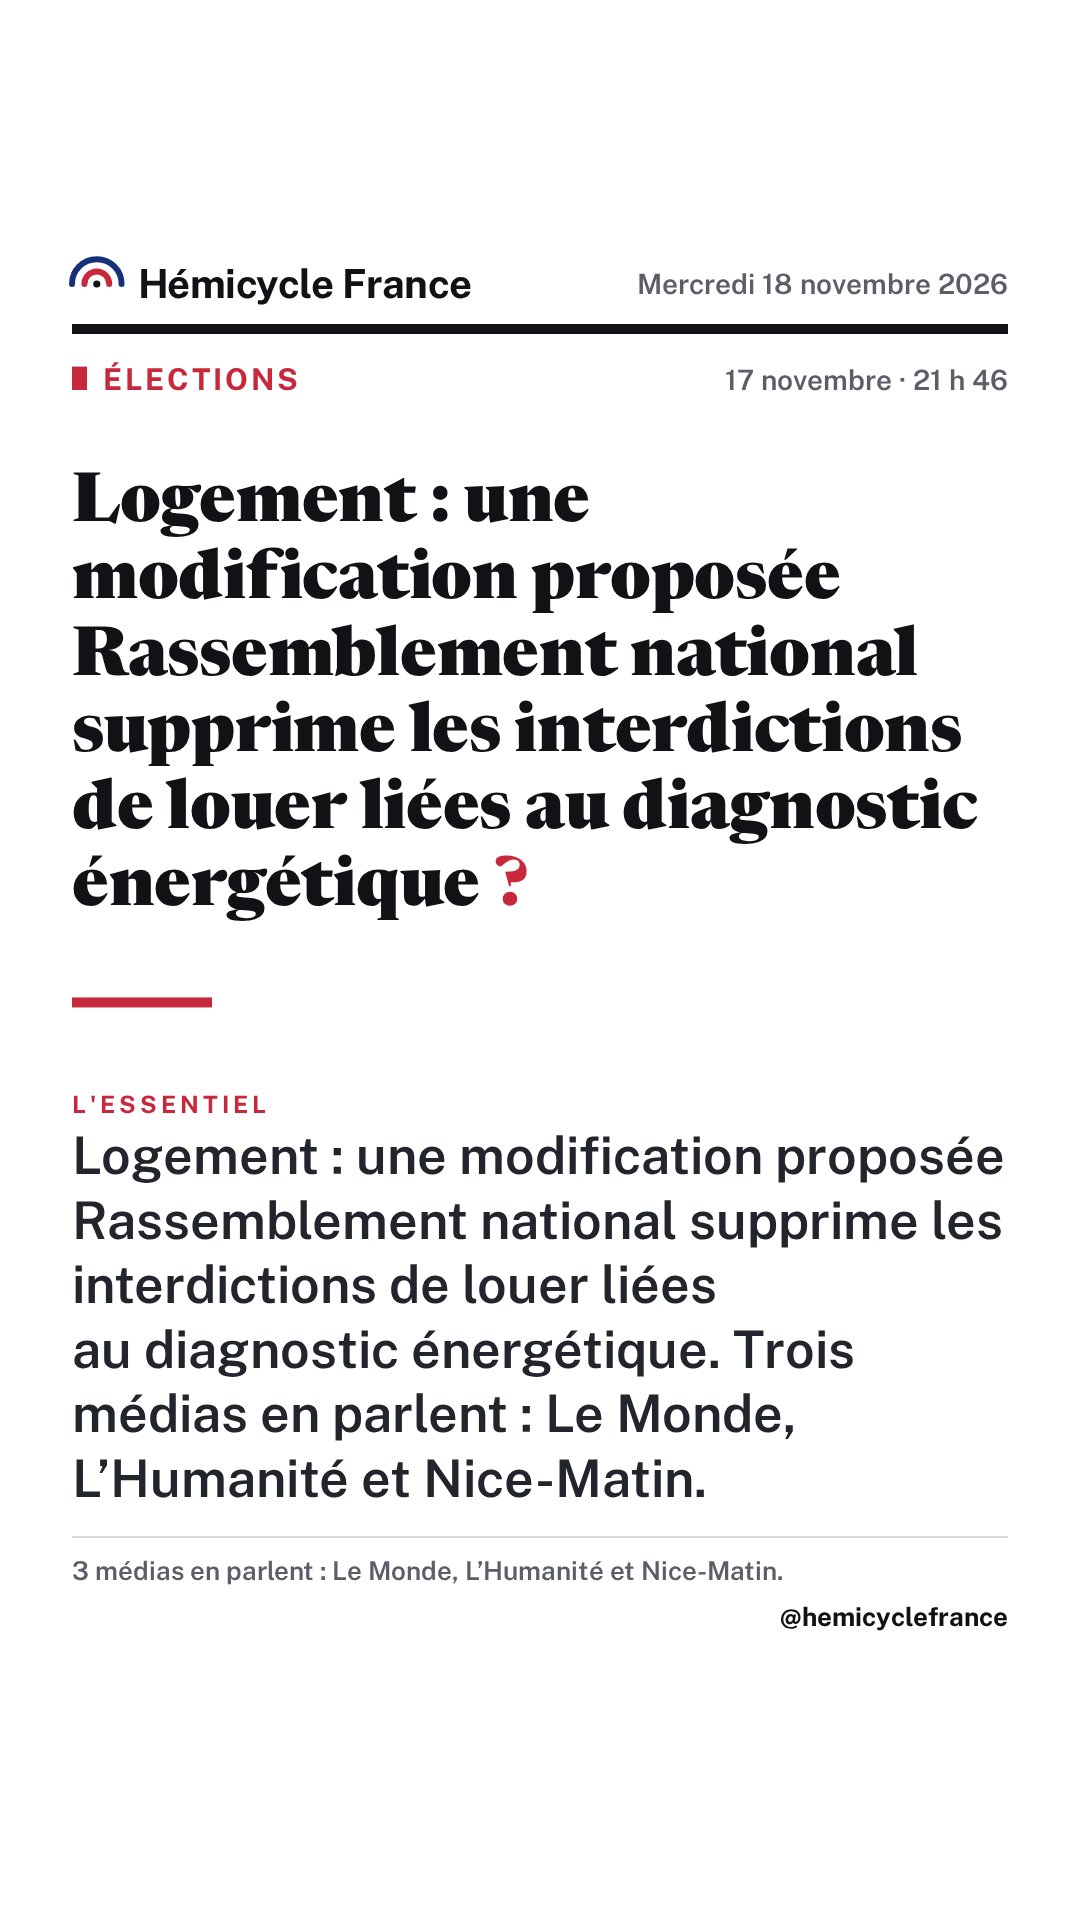 Hémicycle France
Mercredi 18 novembre 2026
ÉLECTIONS
17 novembre · 21 h 46
Logement : une
modification proposée
Rassemblement national
supprime les interdictions
de louer liées au diagnostic
énergétique ?
L'ESSENTIEL
Logement : une modification proposée
Rassemblement national supprime les
interdictions de louer liées
au diagnostic énergétique. Trois
médias en parlent : Le Monde,
L’Humanité et Nice-Matin.
3 médias en parlent : Le Monde, L’Humanité et Nice-Matin.
@hemicyclefrance